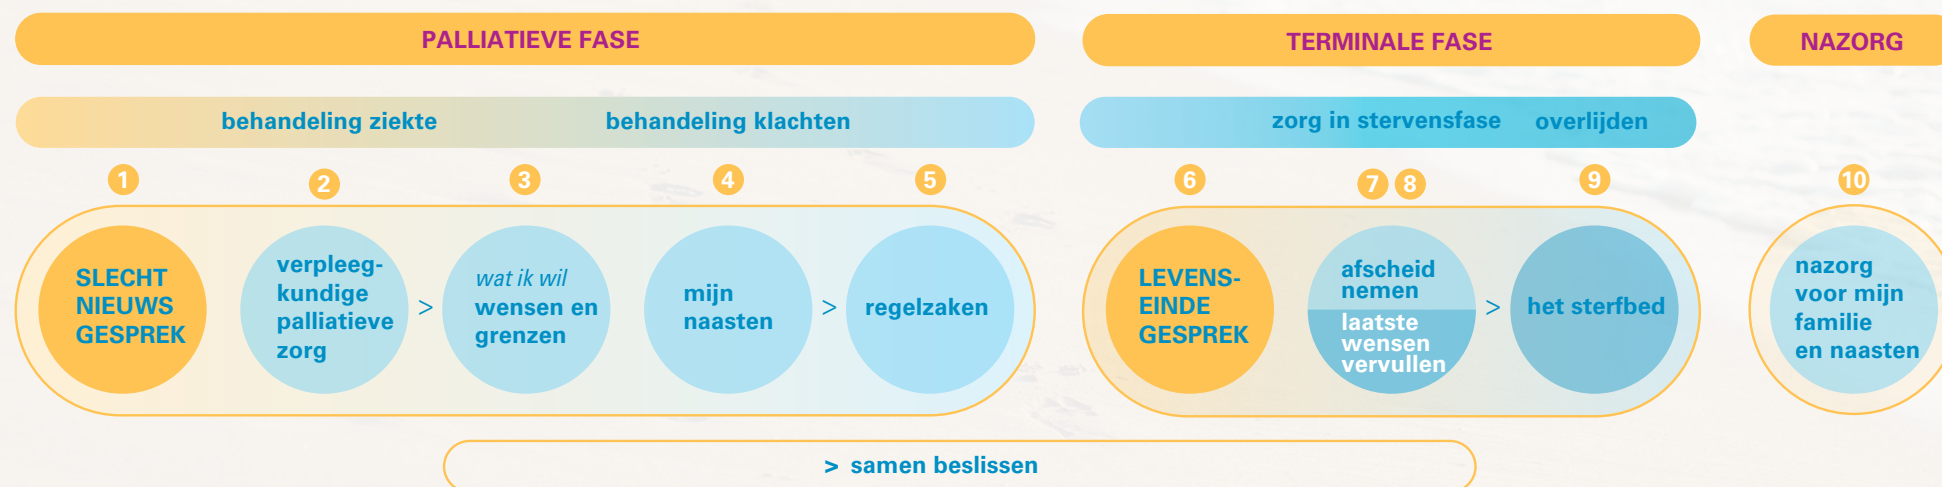 PALLIATIEVE FASE
TERMINALE FASE
NAZORG
behandeling ziekte
behandeling klachten
zorg in stervensfase
overlijden
1
2
3
4
5
6
7
8
9
10
SLECHT
NIEUWS
GESPREK
verpleeg-
kundige
palliatieve
zorg
>
wat ik wil
wensen en
grenzen
mijn
naasten
>
regelzaken
LEVENS-
EINDE
GESPREK
afscheid
nemen
laatste
wensen
vervullen
>
het sterfbed
nazorg
voor mijn
familie
en naasten
> samen beslissen